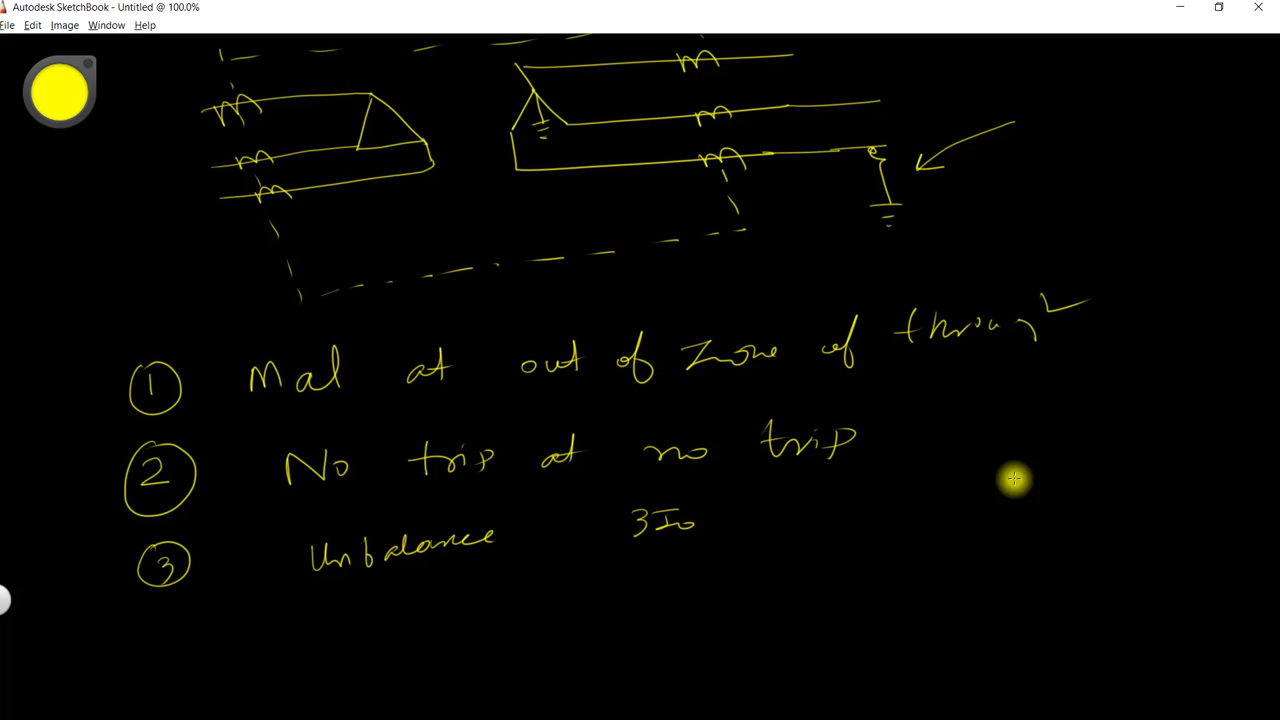 Autodesk SketchBook - Untitled @ 100.0%
File Edit Image Window Help
① Mal at out of Zone of
② No trip at no trip
③ Unbalance 3Io